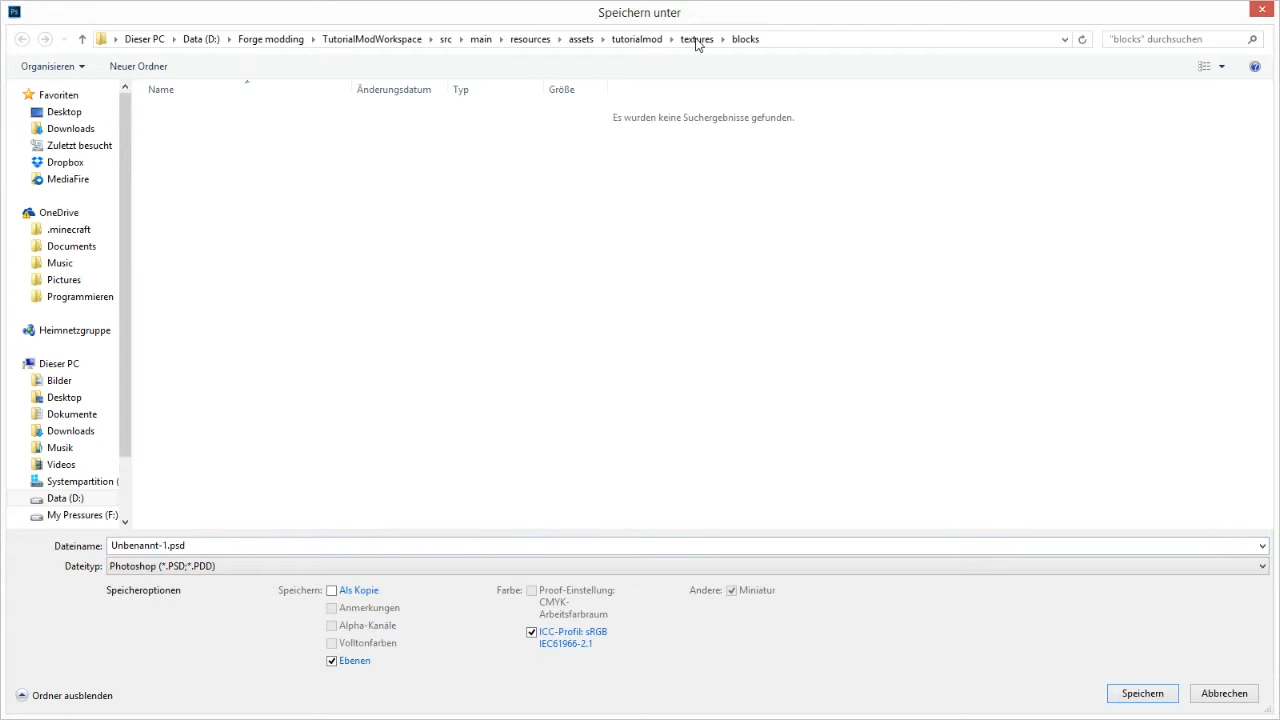 Ps
Speichern unter
Dieser PC Data (D:) Forge modding TutorialModWorkspace src main resources assets tutorialmod textures blocks
"blocks" durchsuchen
Organisieren Neuer Ordner
Name Änderungsdatum Typ Größe
Es wurden keine Suchergebnisse gefunden.
Favoriten
Desktop
Downloads
Zuletzt besucht
Dropbox
MediaFire
OneDrive
.minecraft
Documents
Music
Pictures
Programmieren
Heimnetzgruppe
Dieser PC
Bilder
Desktop
Dokumente
Downloads
Musik
Videos
Systempartition (
Data (D:)
My Pressures (F:)
Dateiname: Unbenannt-1.psd
Dateityp: Photoshop (*.PSD;*.PDD)
Speicheroptionen
Speichern: Als Kopie
Anmerkungen
Alpha-Kanäle
Volltonfarben
Ebenen
Farbe: Proof-Einstellung:
CMYK-
Arbeitsfarbraum
ICC-Profil: sRGB
IEC61966-2.1
Andere: Miniatur
Ordner ausblenden
Speichern Abbrechen